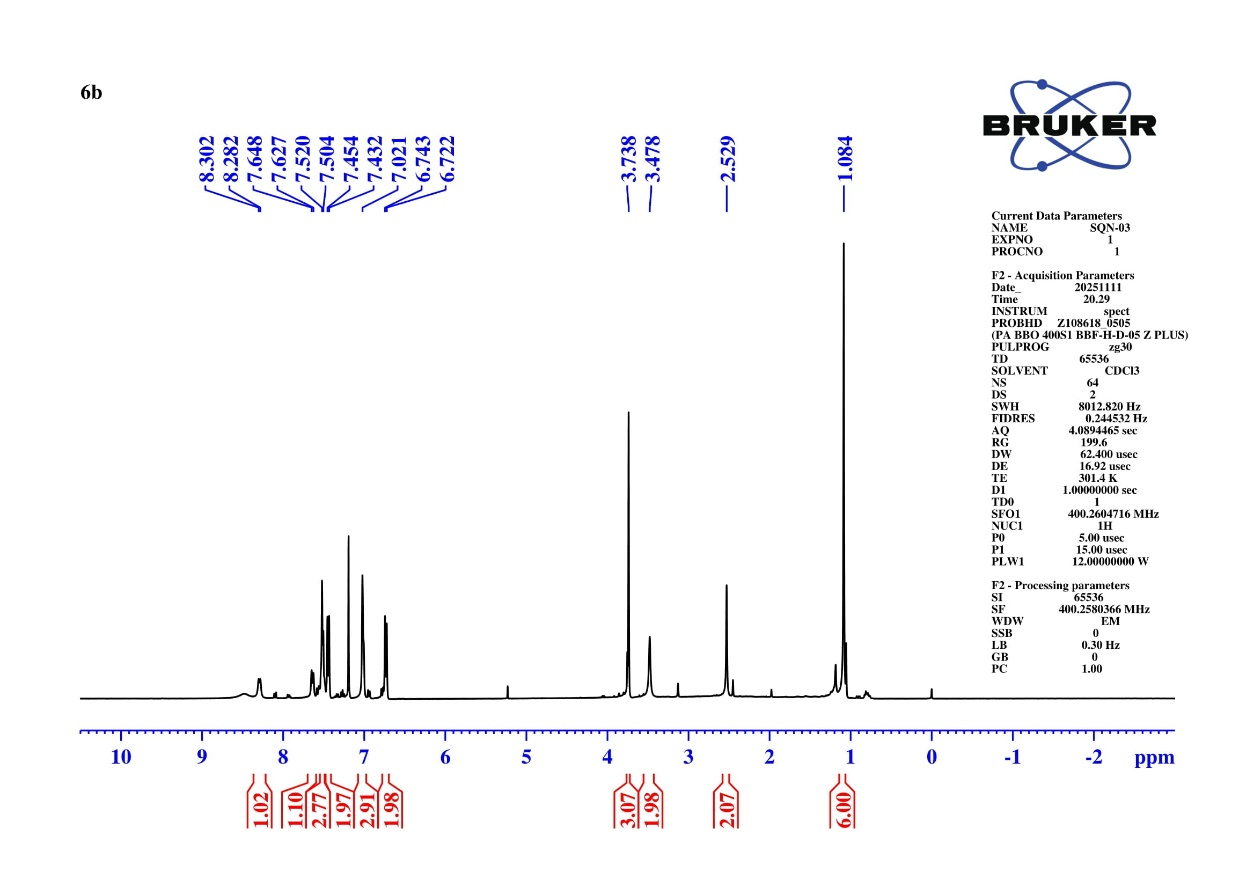 6b
BRUKER
8.302
8.282
7.648
7.627
7.520
7.504
7.454
7.432
7.021
6.743
6.722
3.738
3.478
2.529
1.084
Current Data Parameters
NAME SQN-03
EXPNO 1
PROCNO 1
F2 - Acquisition Parameters
Date_ 20251111
Time 20.29
INSTRUM spect
PROBHD Z108618_0505
(PA BBO 400S1 BBF-H-D-05 Z PLUS)
PULPROG zg30
TD 65536
SOLVENT CDCl3
NS 64
DS 2
SWH 8012.820 Hz
FIDRES 0.244532 Hz
AQ 4.0894465 sec
RG 199.6
DW 62.400 usec
DE 16.92 usec
TE 301.4 K
D1 1.00000000 sec
TD0 1
SFO1 400.2604716 MHz
NUC1 1H
P0 5.00 usec
P1 15.00 usec
PLW1 12.00000000 W
F2 - Processing parameters
SI 65536
SF 400.2580366 MHz
WDW EM
SSB 0
LB 0.30 Hz
GB 0
PC 1.00
10 9 8 7 6 5 4 3 2 1 0 -1 -2 ppm
1.02
1.10
2.77
1.97
2.91
1.98
3.07
1.98
2.07
6.00